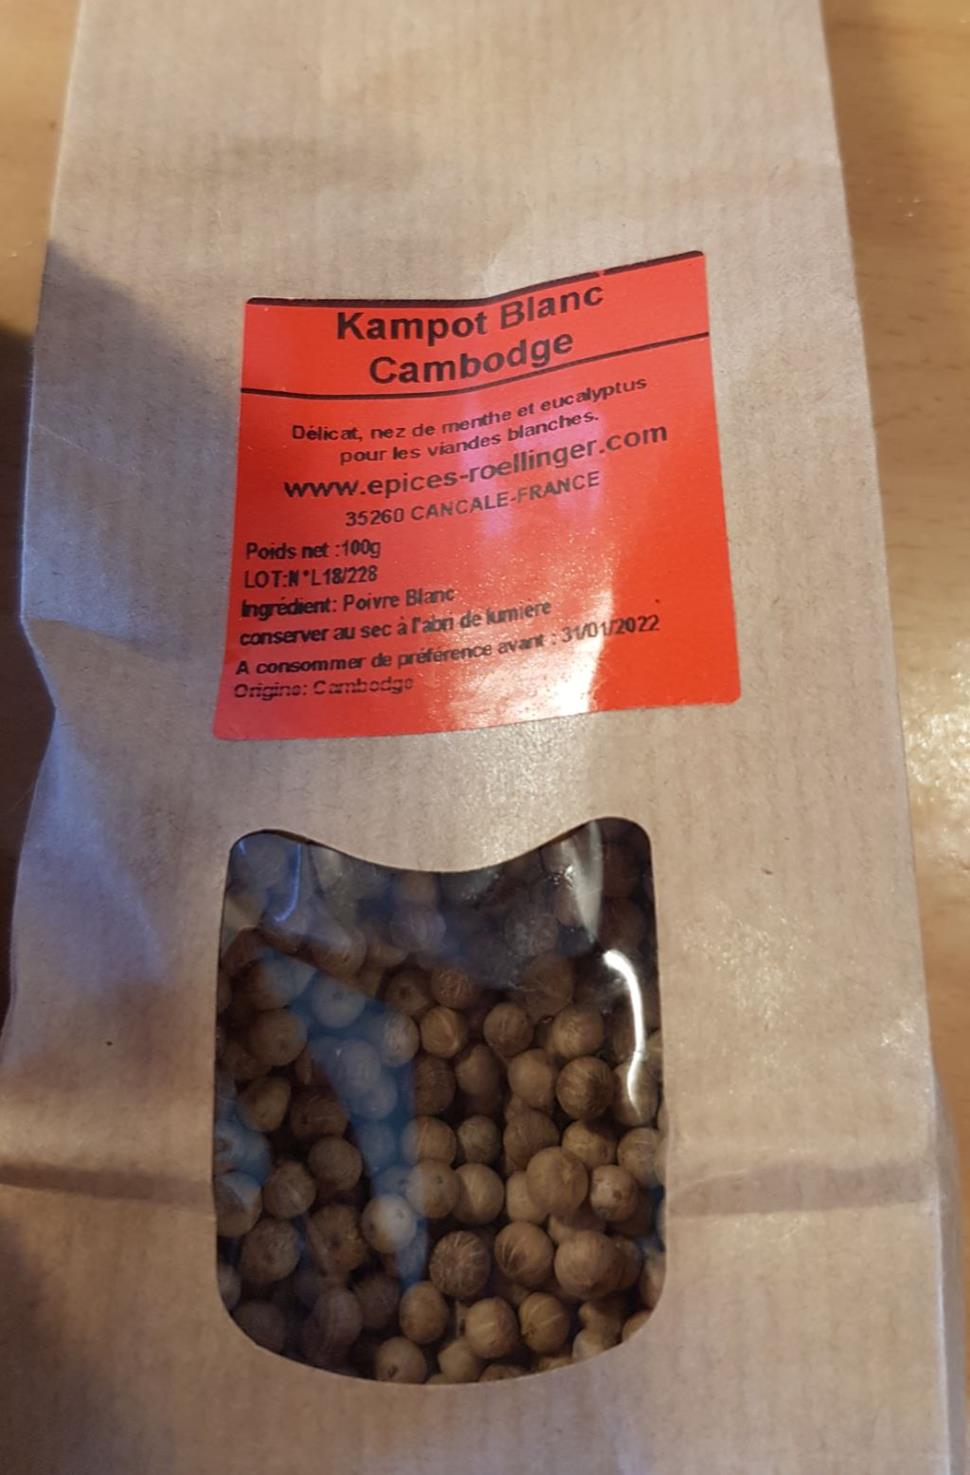 Kampot Blanc
Cambodge
Délicat, nez de menthe et eucalyptus
pour les viandes blanches.
www.epices-roellinger.com
35260 CANCALE-FRANCE
Poids net :100g
LOT:N°L18/228
Ingrédient: Poivre Blanc
conserver au sec à l'abri de lumière
A consommer de préférence avant : 31/01/2022
Origine: Cambodge